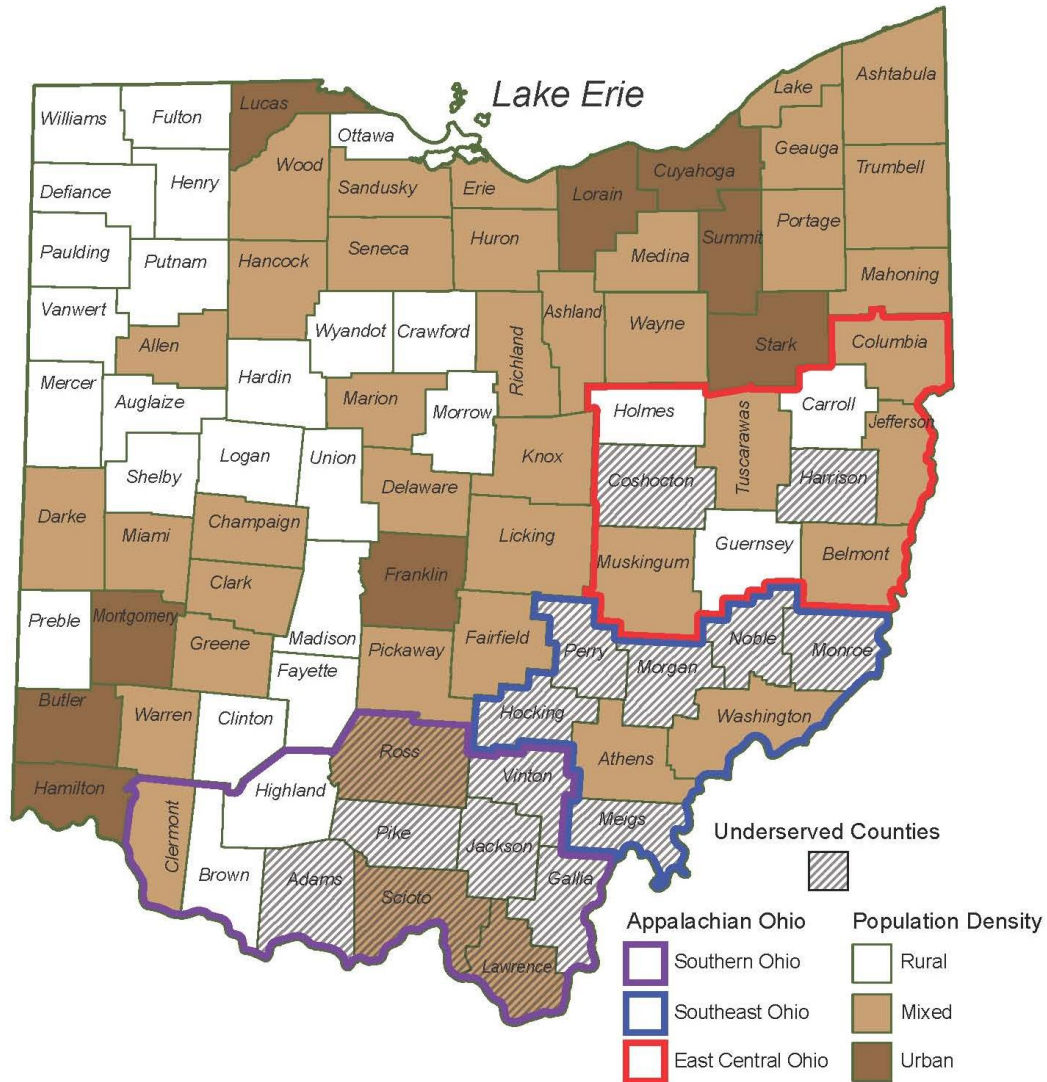 Lake Erie
Ashtabula
Lake
Lucas
Fulton
Williams
Ottawa
Geauga
Wood
Cuyahoga
Trumbell
Henry
Sandusky
Erie
Lorain
Defiance
Portage
Summit
Huron
Seneca
Paulding
Putnam
Hancock
Medina
Mahoning
Vanwert
Ashland
Wayne
Wyandot
Crawford
Columbia
Stark
Allen
Richland
Mercer
Hardin
Marion
Carroll
Auglaize
Morrow
Holmes
Jefferson
Tuscarawas
Logan
Union
Knox
Shelby
Coshocton
Harrison
Delaware
Darke
Champaign
Miami
Licking
Guernsey
Belmont
Muskingum
Franklin
Clark
Montgomery
Preble
Madison
Greene
Pickaway
Fairfield
Perry
Noble
Monroe
Morgan
Fayette
Butler
Hocking
Warren
Clinton
Washington
Ross
Athens
Vinton
Hamilton
Highland
Meigs
Pike
Clermont
Jackson
Gallia
Brown
Adams
Scioto
Lawrence
Underserved Counties
Appalachian Ohio
Southern Ohio
Southeast Ohio
East Central Ohio
Population Density
Rural
Mixed
Urban